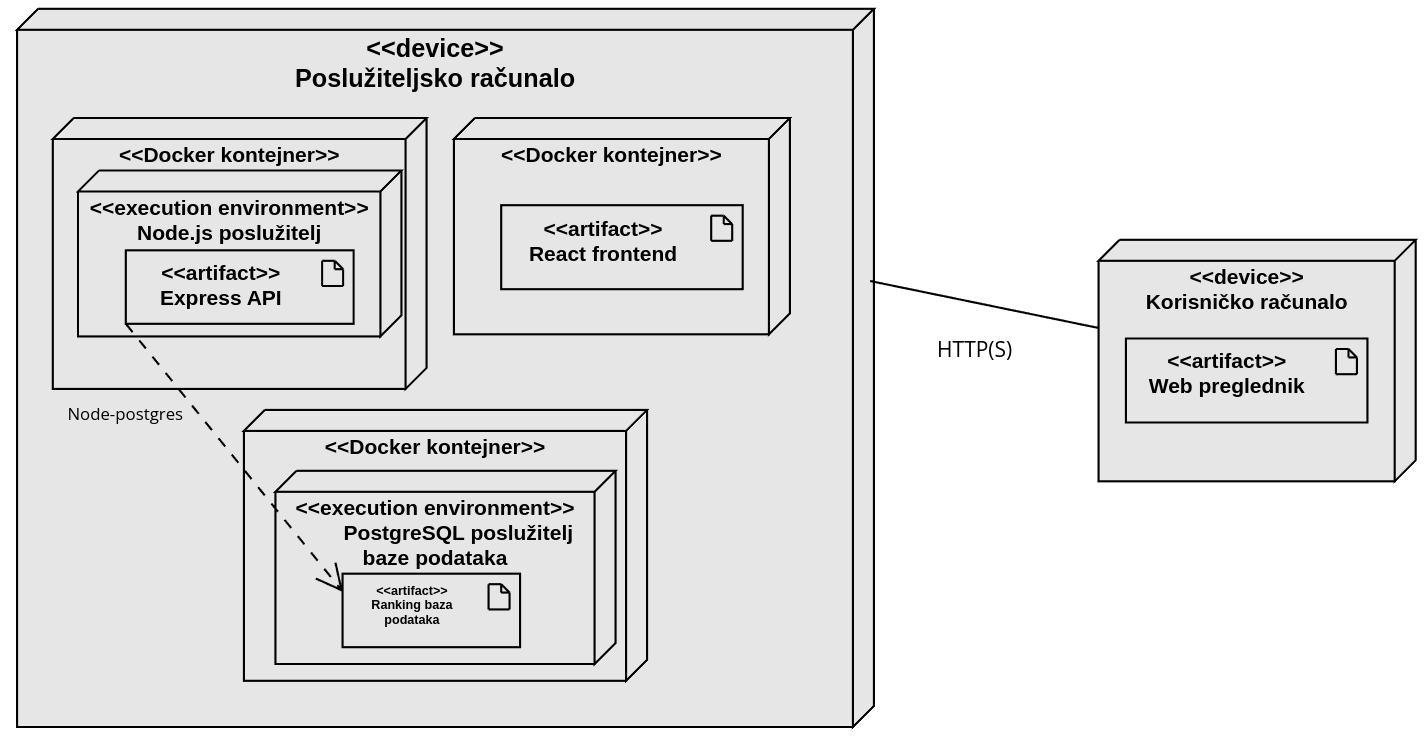 <<device>>
Poslužiteljsko računalo
<<Docker kontejner>>
<<execution environment>>
Node.js poslužitelj
<<artifact>>
Express API
<<Docker kontejner>>
<<artifact>>
React frontend
Node-postgres
<<Docker kontejner>>
<<execution environment>>
PostgreSQL poslužitelj
baze podataka
<<artifact>>
Ranking baza
podataka
HTTP(S)
<<device>>
Korisničko računalo
<<artifact>>
Web preglednik